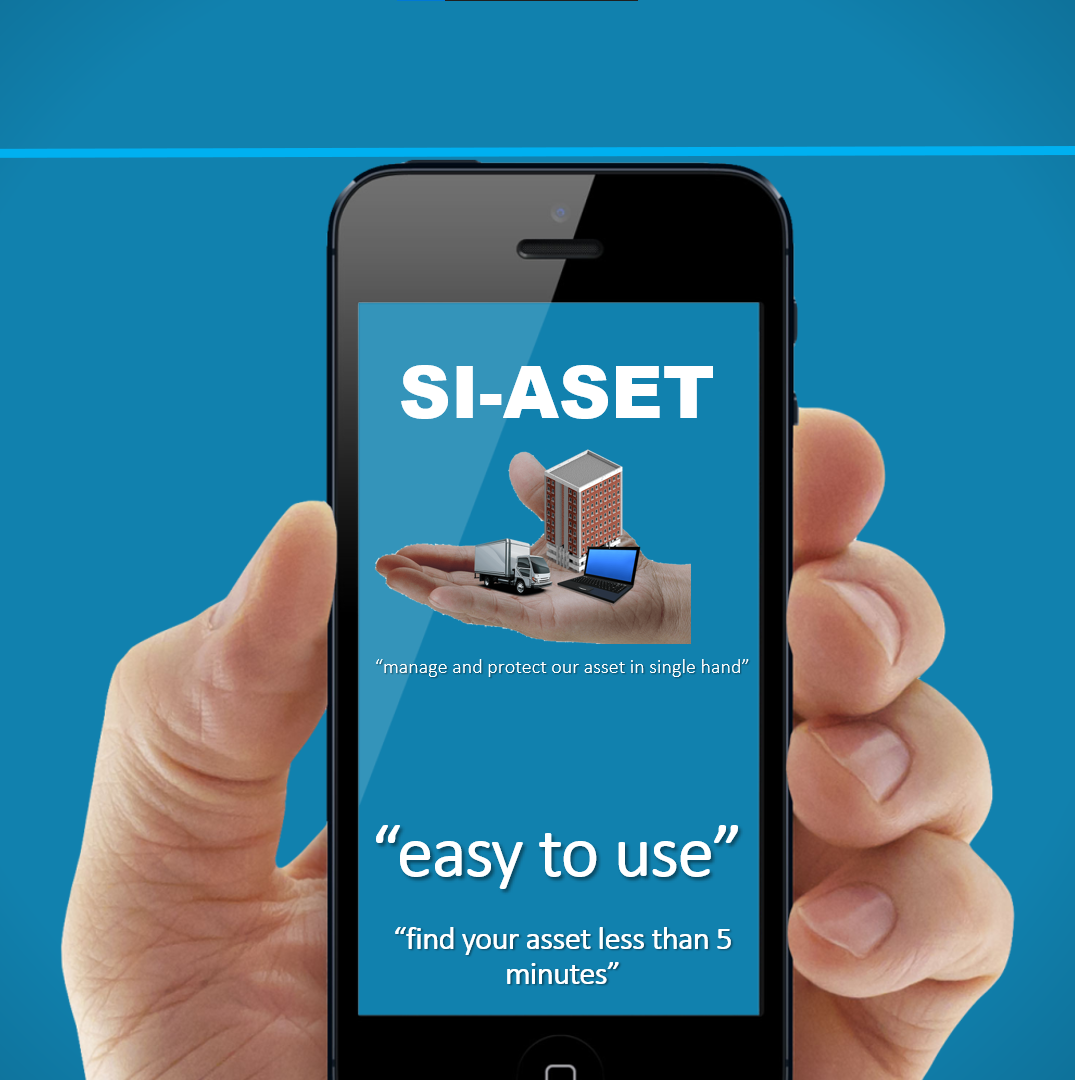 SI-ASET
“manage and protect our asset in single hand”
“easy to use”
“find your asset less than 5
minutes”